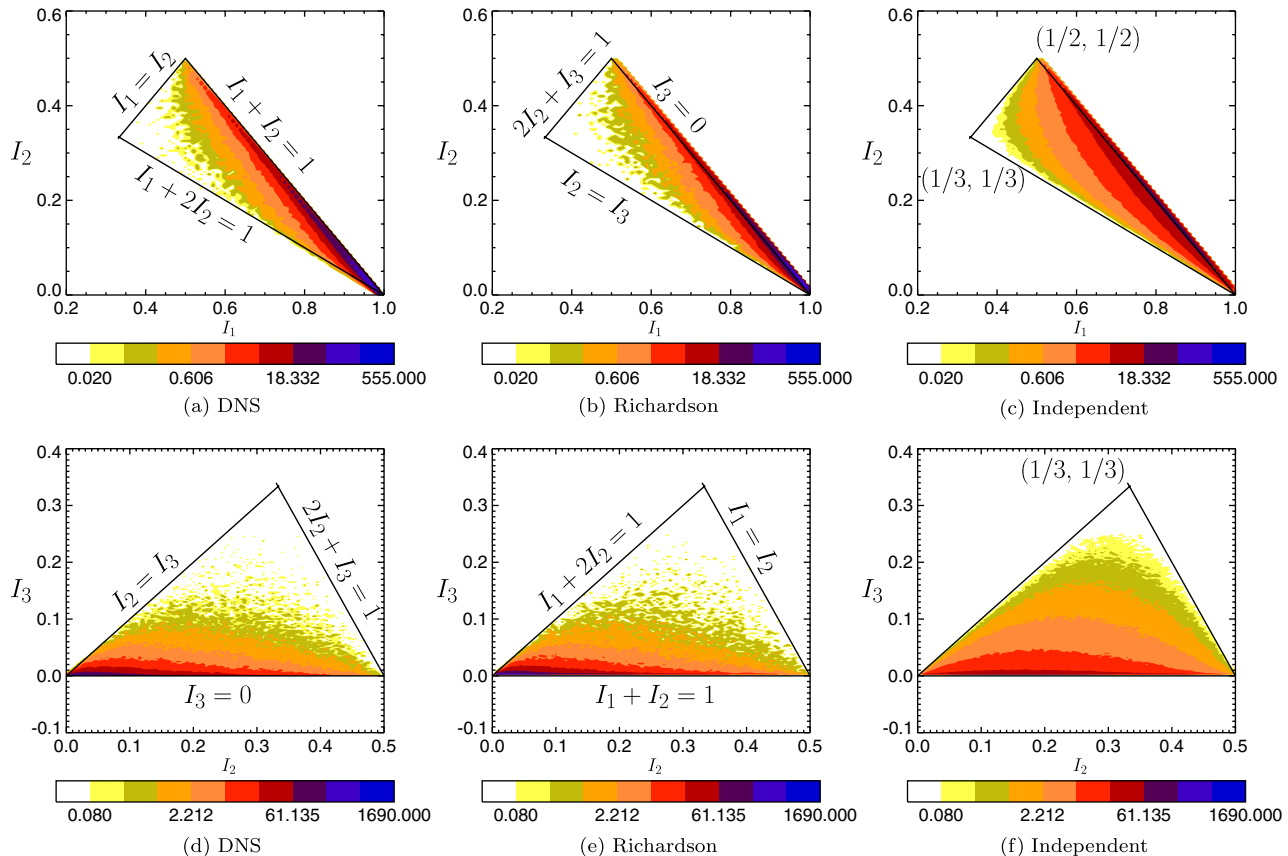 0.6
0.4
0.2
0.0
I₂
I₁ = I₂
I₁ + I₂ = 1
I₁ + 2I₂ = 1
0.2 0.4 0.6 0.8 1.0
I₁
0.020 0.606 18.332 555.000
(a) DNS
0.6
0.4
0.2
0.0
I₂
2I₂ + I₃ = 1
I₃ = 0
I₂ = I₃
0.2 0.4 0.6 0.8 1.0
I₁
0.020 0.606 18.332 555.000
(b) Richardson
0.6
0.4
0.2
0.0
I₂
(1/2, 1/2)
(1/3, 1/3)
0.2 0.4 0.6 0.8 1.0
I₁
0.020 0.606 18.332 555.000
(c) Independent
0.4
0.3
0.2
0.1
0.0
-0.1
I₃
I₂ = I₃
2I₂ + I₃ = 1
I₃ = 0
0.0 0.1 0.2 0.3 0.4 0.5
I₂
0.080 2.212 61.135 1690.000
(d) DNS
0.4
0.3
0.2
0.1
0.0
-0.1
I₃
I₁ + 2I₂ = 1
I₁ = I₂
I₁ + I₂ = 1
0.0 0.1 0.2 0.3 0.4 0.5
I₂
0.080 2.212 61.135 1690.000
(e) Richardson
0.4
0.3
0.2
0.1
0.0
-0.1
I₃
(1/3, 1/3)
0.0 0.1 0.2 0.3 0.4 0.5
I₂
0.080 2.212 61.135 1690.000
(f) Independent